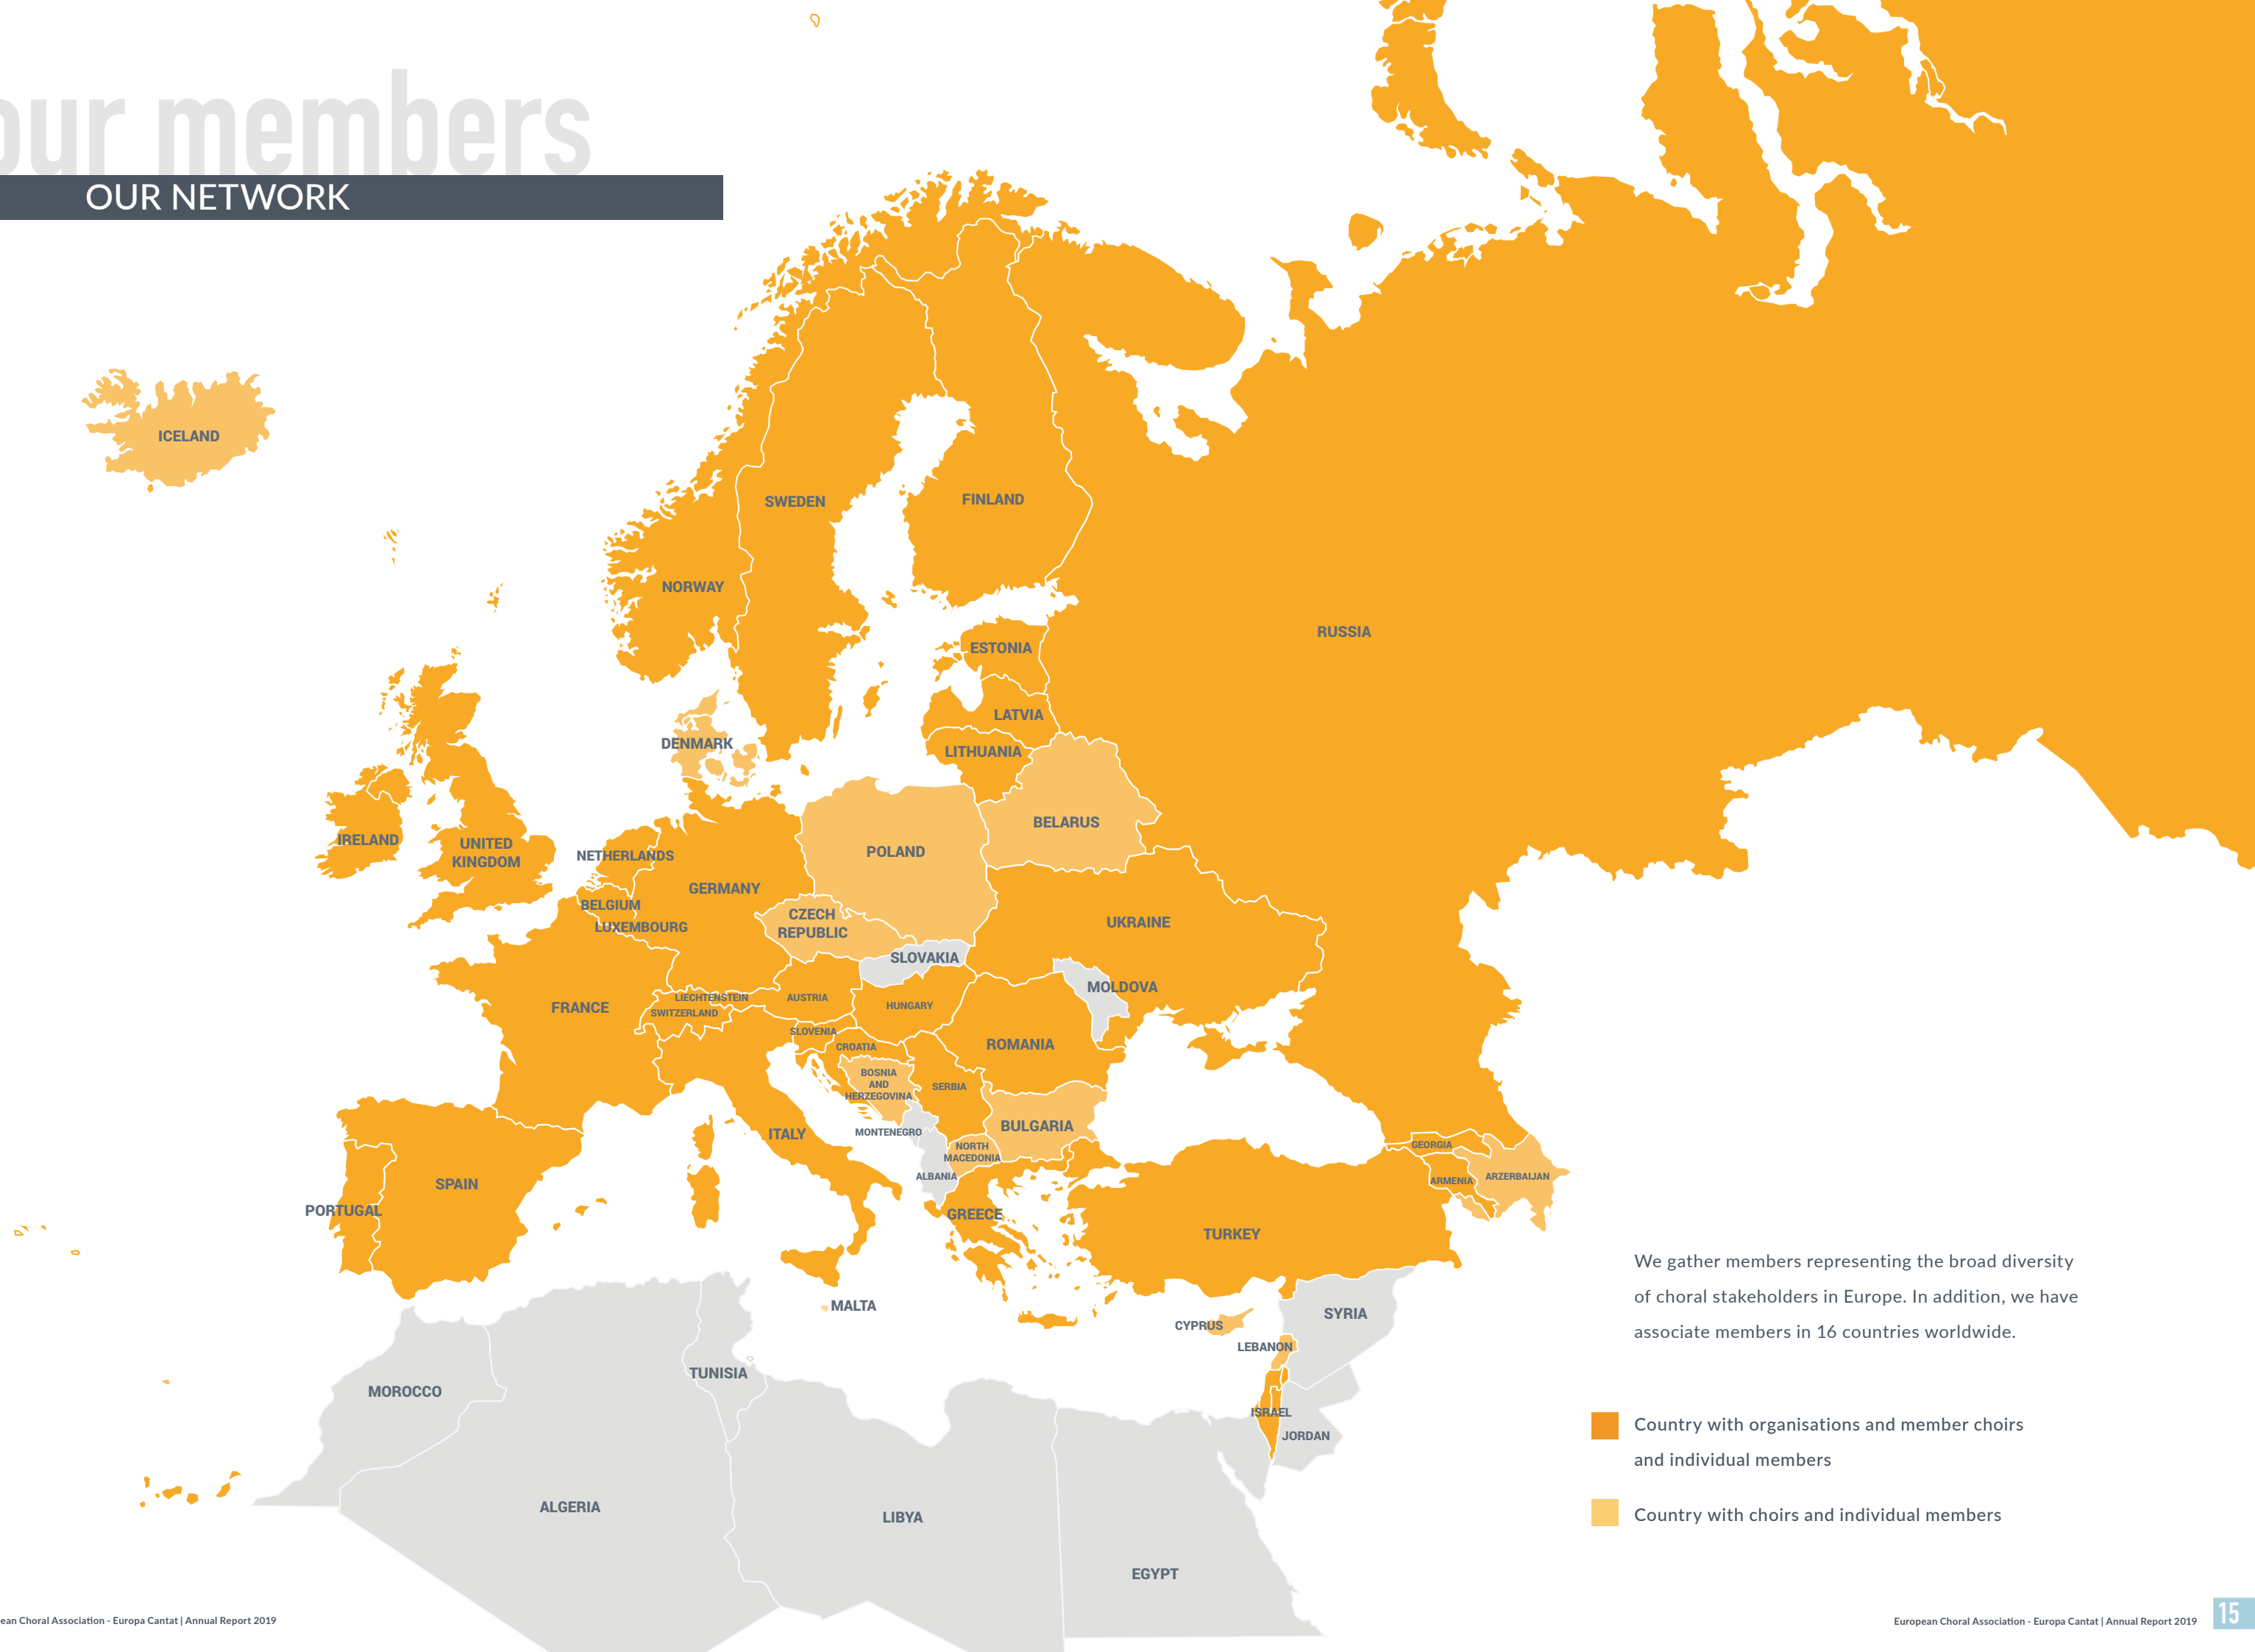 our members
OUR NETWORK
ICELAND
SWEDEN
FINLAND
NORWAY
RUSSIA
ESTONIA
LATVIA
DENMARK
LITHUANIA
BELARUS
IRELAND
UNITED
KINGDOM
NETHERLANDS
POLAND
GERMANY
BELGIUM
CZECH
REPUBLIC
UKRAINE
LUXEMBOURG
SLOVAKIA
MOLDOVA
LIECHTENSTEIN
AUSTRIA
FRANCE
HUNGARY
SWITZERLAND
SLOVENIA
CROATIA
ROMANIA
BOSNIA
AND
HERZEGOVINA
SERBIA
BULGARIA
MONTENEGRO
ITALY
NORTH
MACEDONIA
GEORGIA
ALBANIA
ARMENIA
ARZERBAIJAN
SPAIN
PORTUGAL
GREECE
TURKEY
MALTA
CYPRUS
SYRIA
LEBANON
TUNISIA
MOROCCO
ISRAEL
JORDAN
ALGERIA
LIBYA
EGYPT
We gather members representing the broad diversity
of choral stakeholders in Europe. In addition, we have
associate members in 16 countries worldwide.
Country with organisations and member choirs
and individual members
Country with choirs and individual members
ean Choral Association - Europa Cantat | Annual Report 2019
European Choral Association - Europa Cantat | Annual Report 2019
15